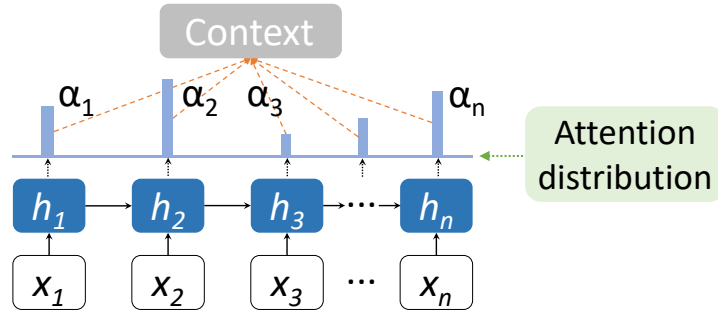 Context
α1 α2 α3 αn
Attention
distribution
h1 h2 h3 ... hn
x1 x2 x3 ... xn